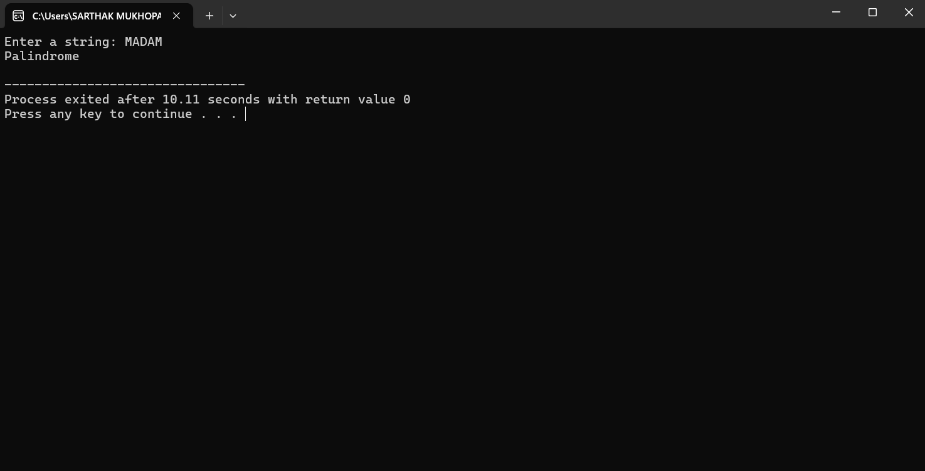 C:\Users\SARTHAK MUKHOPA
Enter a string: MADAM
Palindrome
--------------------------------
Process exited after 10.11 seconds with return value 0
Press any key to continue . . .